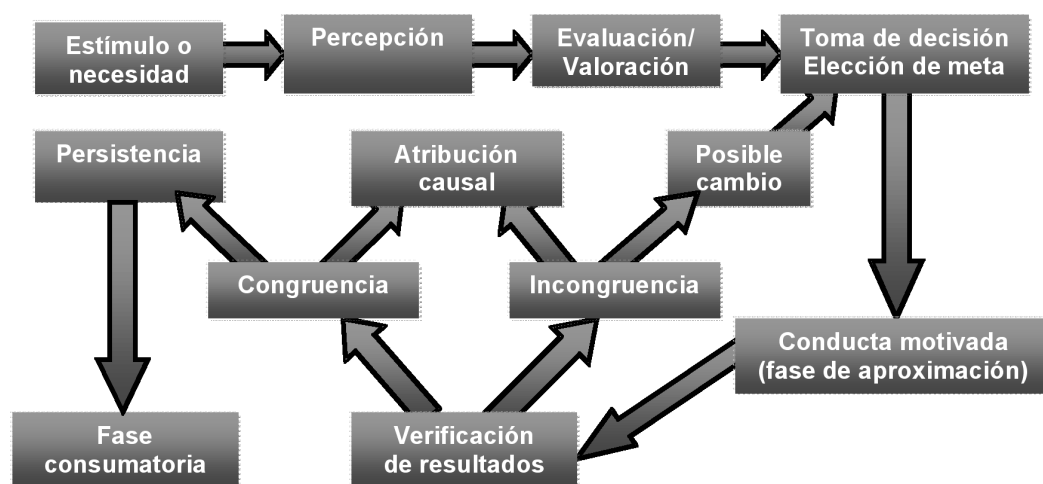 Estímulo o
necesidad
Percepción
Evaluación/
Valoración
Toma de decisión
Elección de meta
Persistencia
Atribución
causal
Posible
cambio
Congruencia
Incongruencia
Conducta motivada
(fase de aproximación)
Fase
consumatoria
Verificación
de resultados